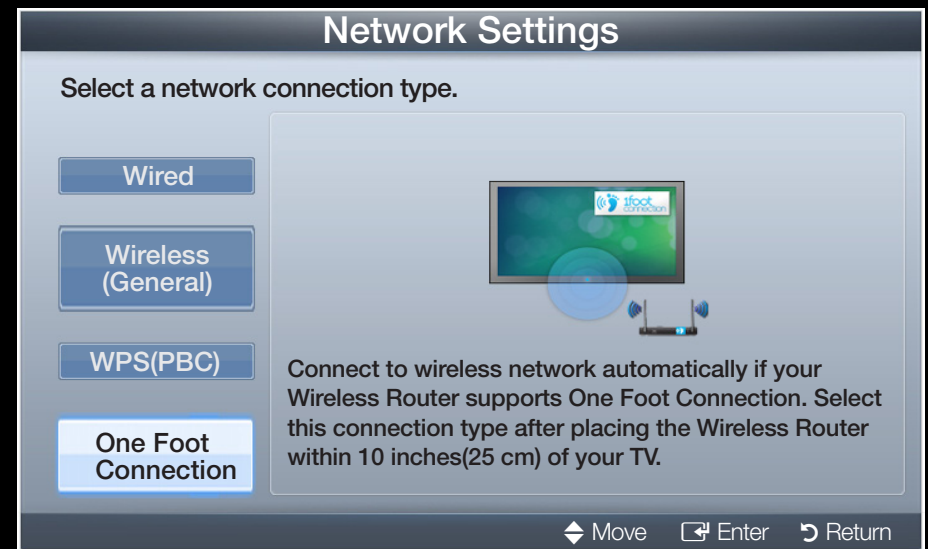 Network Settings
Select a network connection type.
Wired
Wireless
(General)
WPS(PBC)
One Foot
Connection
1foot
connection
Connect to wireless network automatically if your
Wireless Router supports One Foot Connection. Select
this connection type after placing the Wireless Router
within 10 inches(25 cm) of your TV.
Move Enter Return